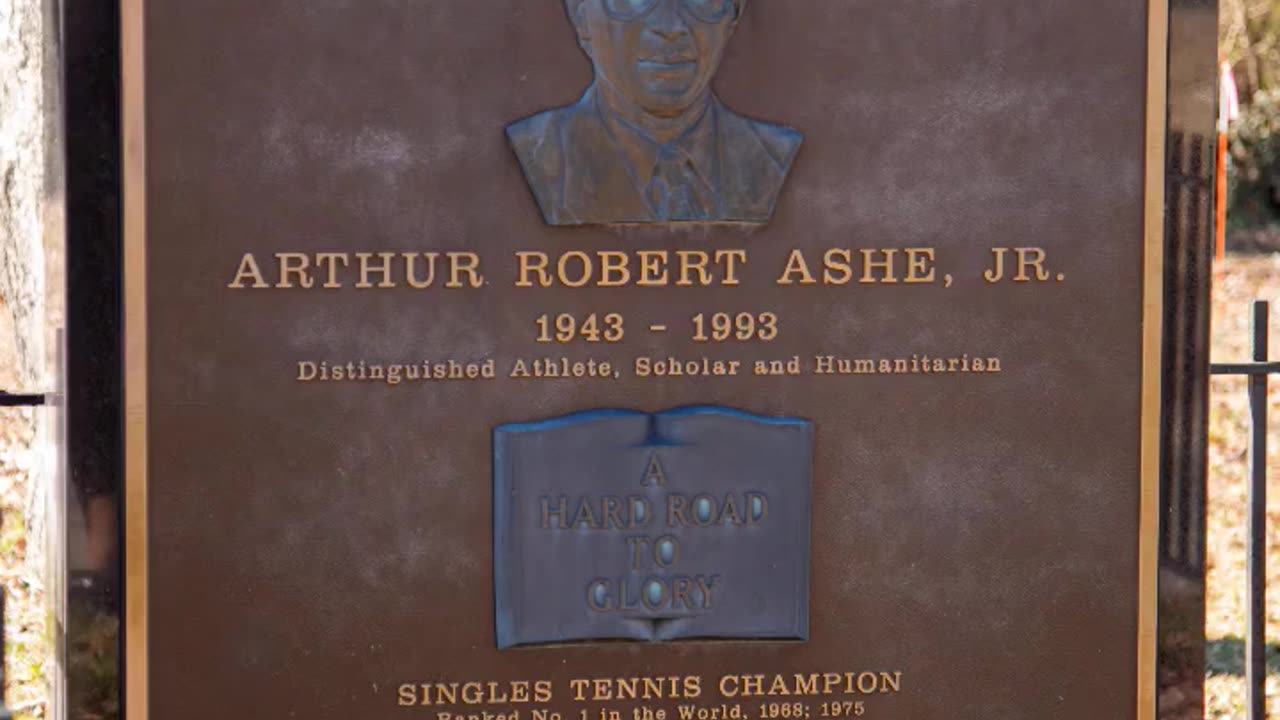 ARTHUR ROBERT ASHE, JR.
1943 - 1993
Distinguished Athlete, Scholar and Humanitarian
A
HARD ROAD
TO
GLORY
SINGLES TENNIS CHAMPION
Ranked No. 1 in the World, 1968; 1975